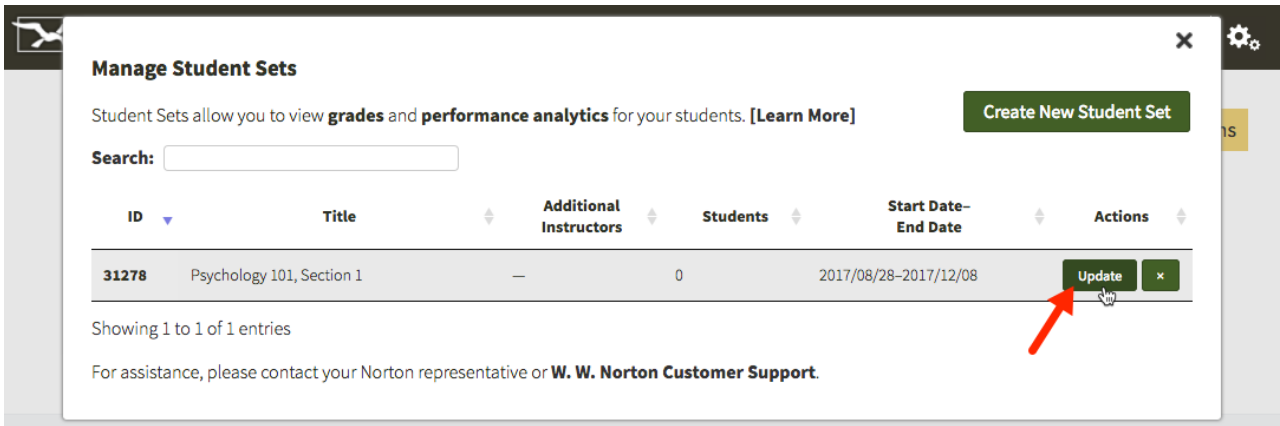 Manage Student Sets
Student Sets allow you to view grades and performance analytics for your students. [Learn More]
Create New Student Set
Search:
ID Title Additional Instructors Students Start Date– End Date Actions
31278 Psychology 101, Section 1 — 0 2017/08/28–2017/12/08 Update ×
Showing 1 to 1 of 1 entries
For assistance, please contact your Norton representative or W. W. Norton Customer Support.